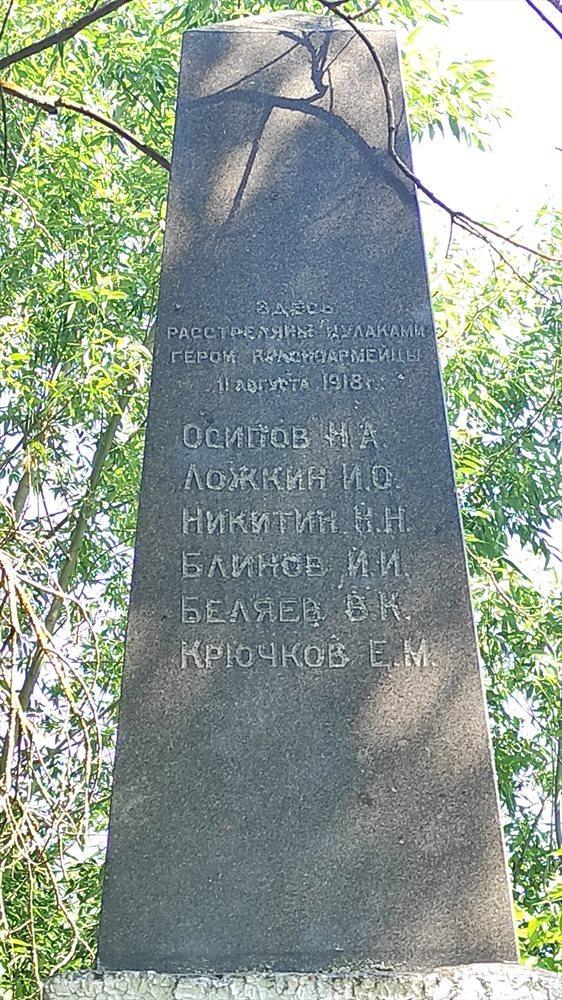 ЗДЕСЬ
РАССТРЕЛЯНЫ КУЛАКАМИ
ГЕРОИ КРАСНОАРМЕЙЦЫ
11 АВГУСТА 1918 г.
ОСИПОВ Н.А.
ЛОЖКИН И.О.
НИКИТИН Н.Н.
БЛИНОВ И.И.
БЕЛЯЕВ В.К.
КРЮЧКОВ Е.М.